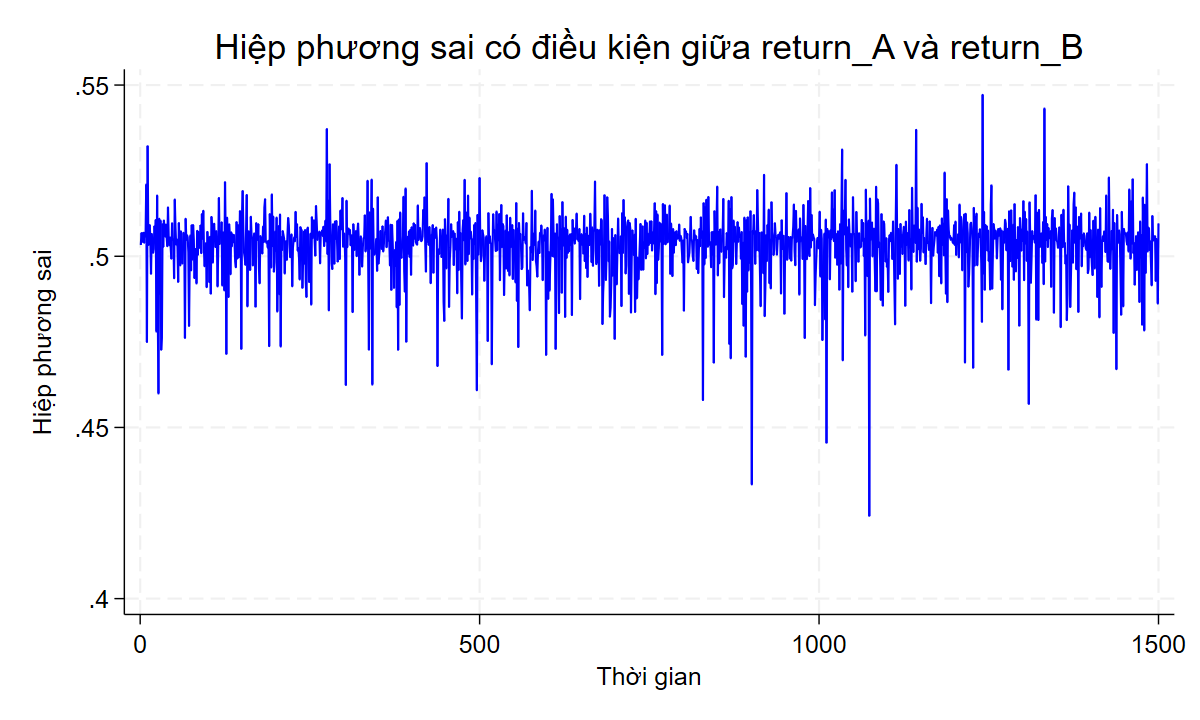 Hiệp phương sai có điều kiện giữa return_A và return_B
Hiệp phương sai
.55
.5
.45
.4
0 500 1000 1500
Thời gian